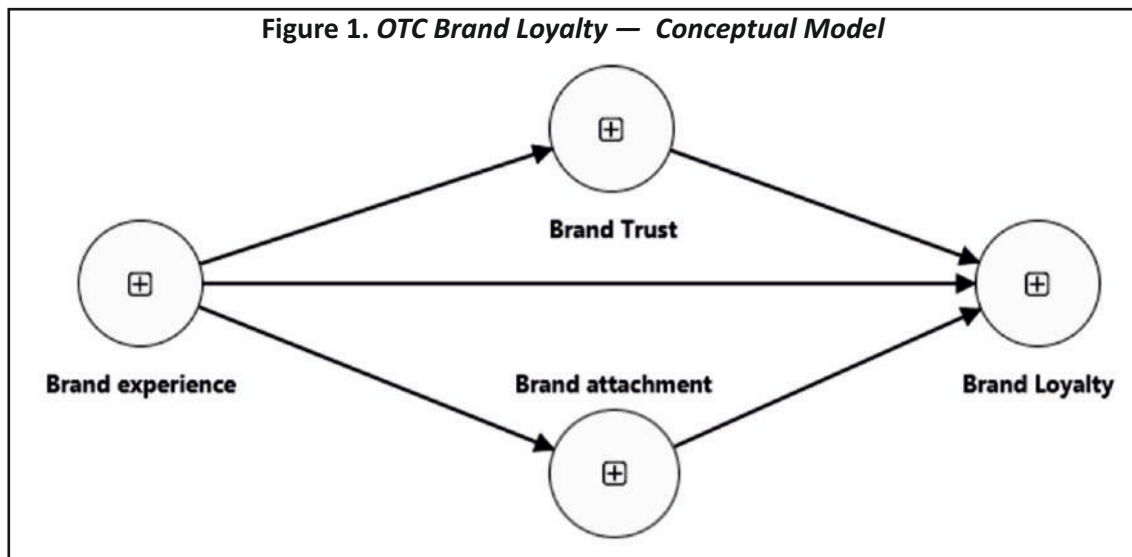 Figure 1. OTC Brand Loyalty — Conceptual Model
Brand Trust
Brand experience
Brand attachment
Brand Loyalty